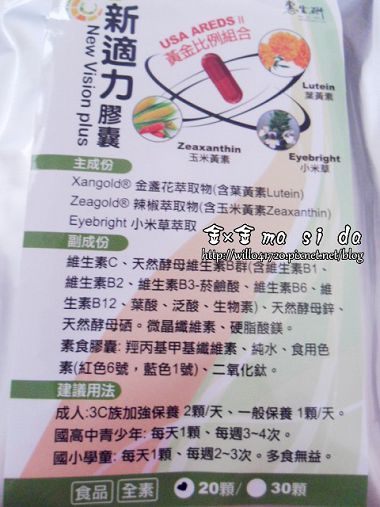 養生研
新適力膠囊
New Vision plus
USA AREDS II
黃金比例組合
Lutein
葉黃素
Zeaxanthin
玉米黃素
Eyebright
小米草
主成份
Xangold® 金盞花萃取物(含葉黃素Lutein)
Zeagold® 辣椒萃取物(含玉米黃素Zeaxanthin)
Eyebright 小米草萃取
金x金 ma si da
http://willo41720.pixnet.net/blog
副成份
維生素C、天然酵母維生素B群(含維生素B1、
維生素B2、維生素B3-菸鹼酸、維生素B6、維
生素B12、葉酸、泛酸、生物素)、天然酵母鋅、
天然酵母硒。微晶纖維素、硬脂酸鎂。
素食膠囊: 羥丙基甲基纖維素、純水、食用色
素(紅色6號，藍色1號)、二氧化鈦。
建議用法
成人:3C族加強保養 2顆/天、一般保養 1顆/天。
國高中青少年: 每天1顆、每週3~4次。
國小學童: 每天1顆、每週2~3次。多食無益。
食品 全素 20顆/ 30顆